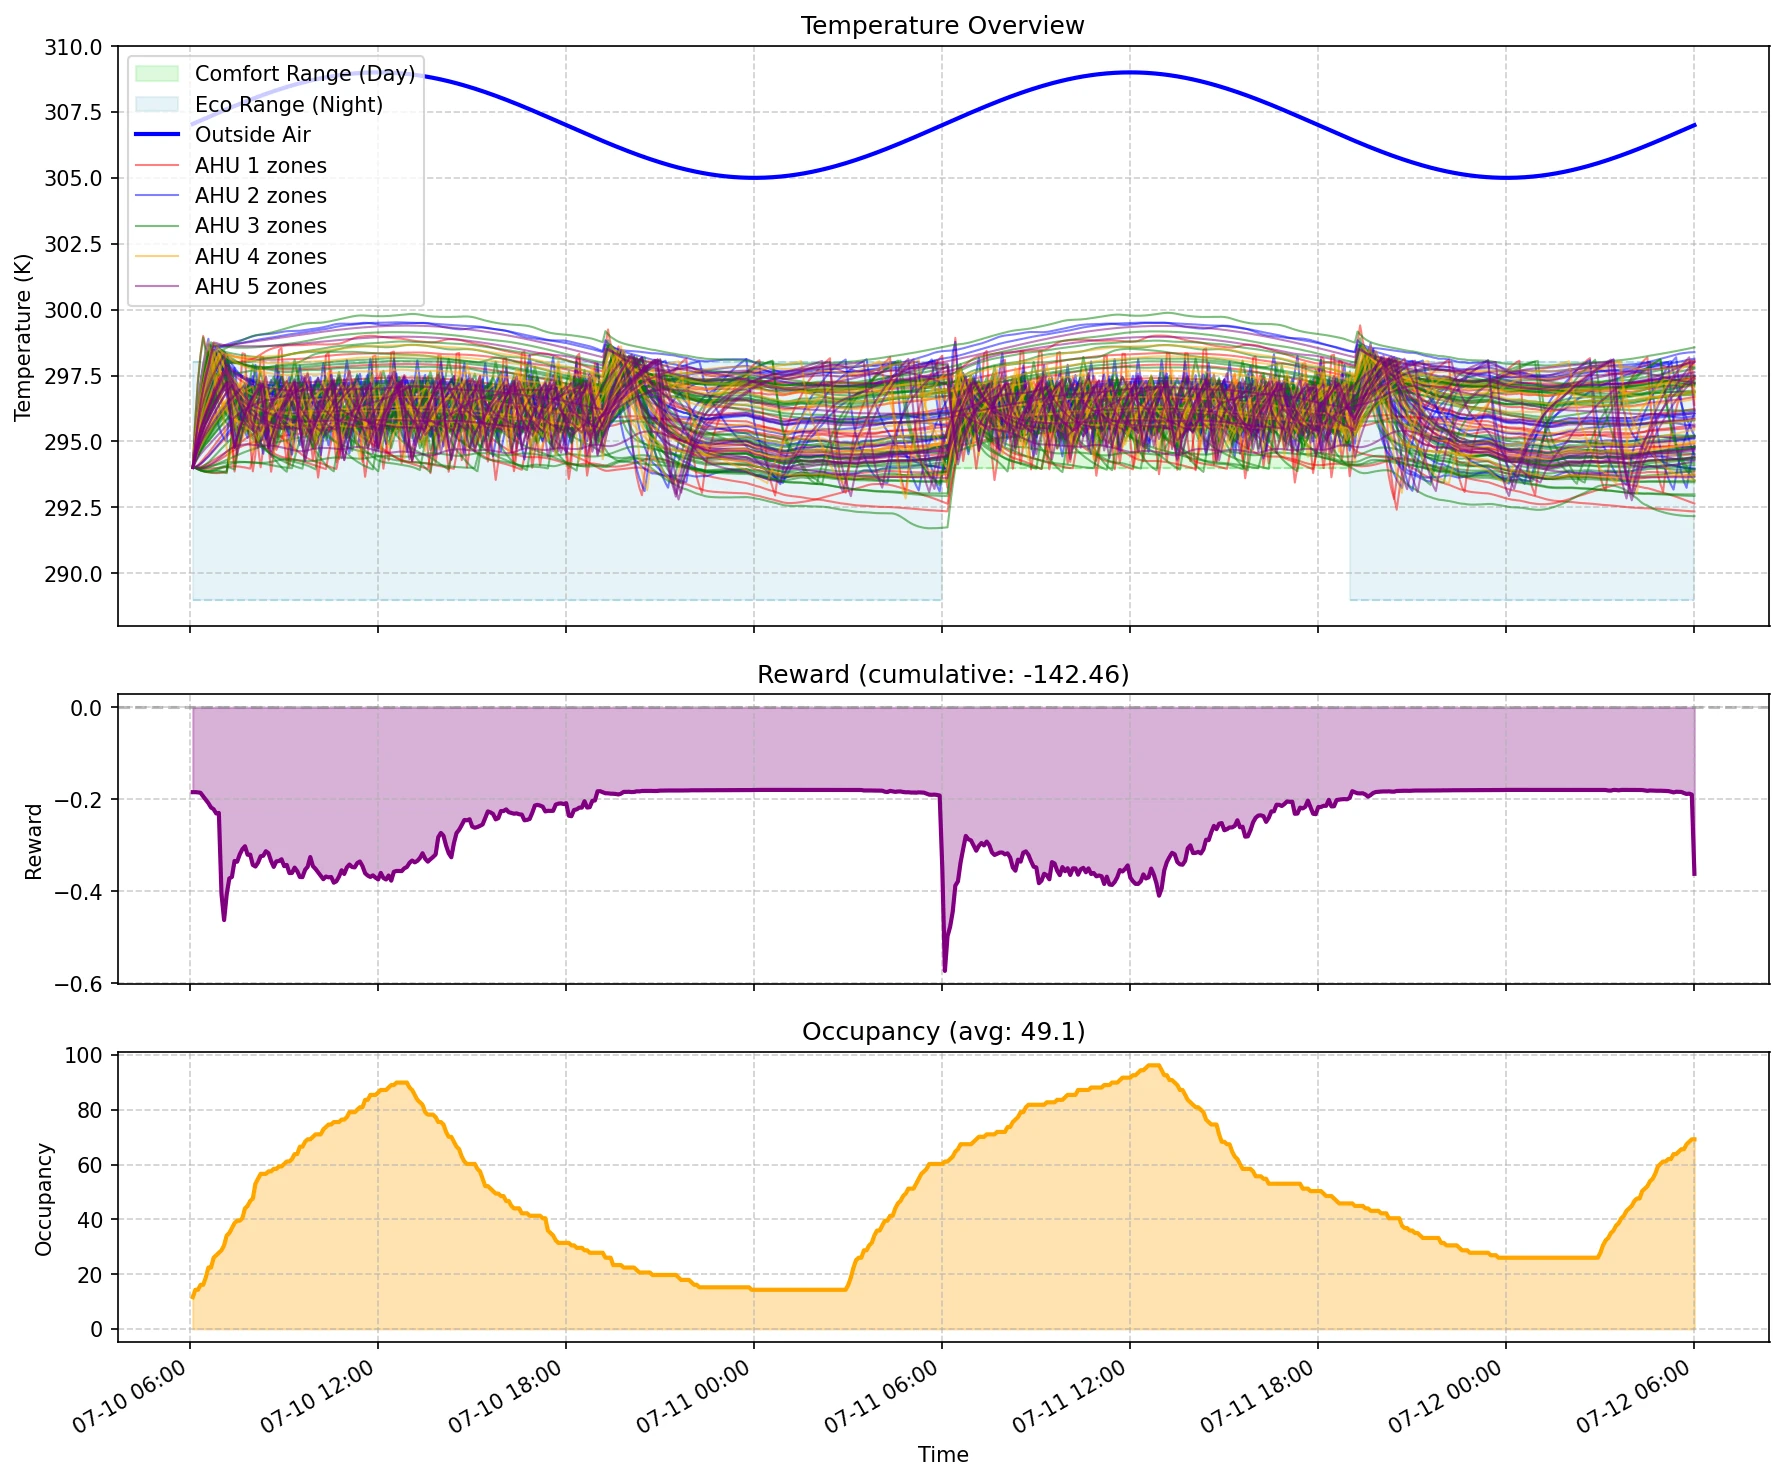 Temperature Overview
310.0
307.5
305.0
302.5
300.0
297.5
295.0
292.5
290.0
Temperature (K)
Comfort Range (Day)
Eco Range (Night)
Outside Air
AHU 1 zones
AHU 2 zones
AHU 3 zones
AHU 4 zones
AHU 5 zones
Reward (cumulative: -142.46)
0.0
−0.2
−0.4
−0.6
Reward
Occupancy (avg: 49.1)
100
80
60
40
20
0
Occupancy
07-10 06:00
07-10 12:00
07-10 18:00
07-11 00:00
07-11 06:00
07-11 12:00
07-11 18:00
07-12 00:00
07-12 06:00
Time